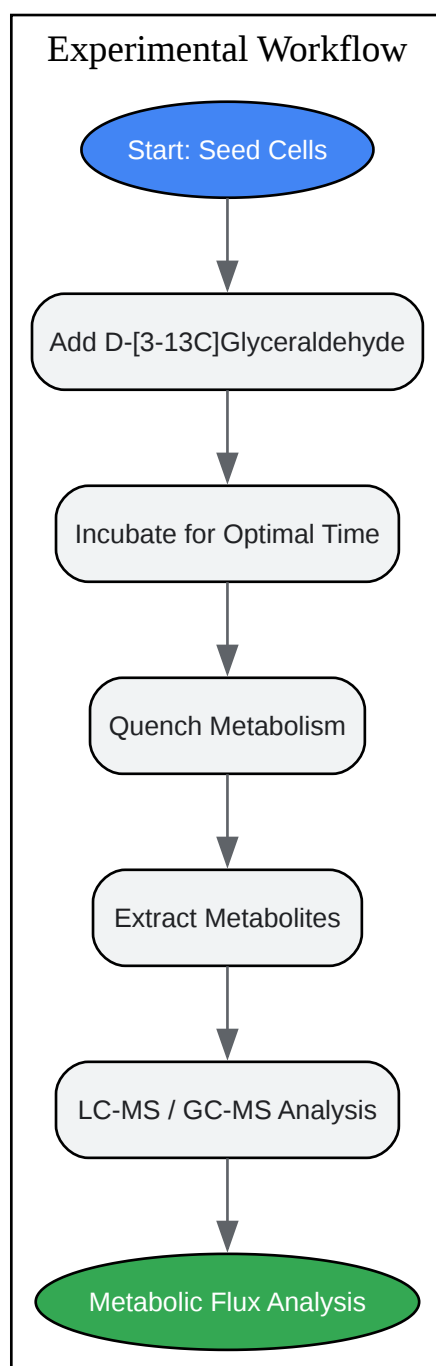 Experimental Workflow
Start: Seed Cells
Add D-[3-13C]Glyceraldehyde
Incubate for Optimal Time
Quench Metabolism
Extract Metabolites
LC-MS / GC-MS Analysis
Metabolic Flux Analysis